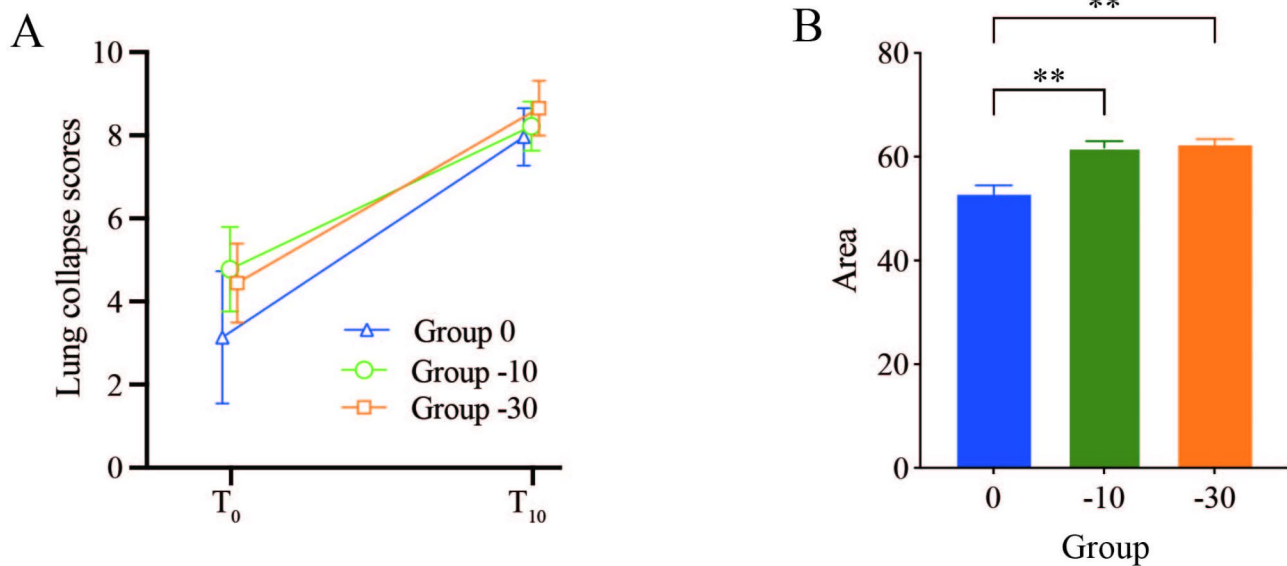 A
Lung collapse scores
10
8
6
4
2
0
T₀
T₁₀
Group 0
Group -10
Group -30
B
**
**
Area
80
60
40
20
0
0
-10
-30
Group